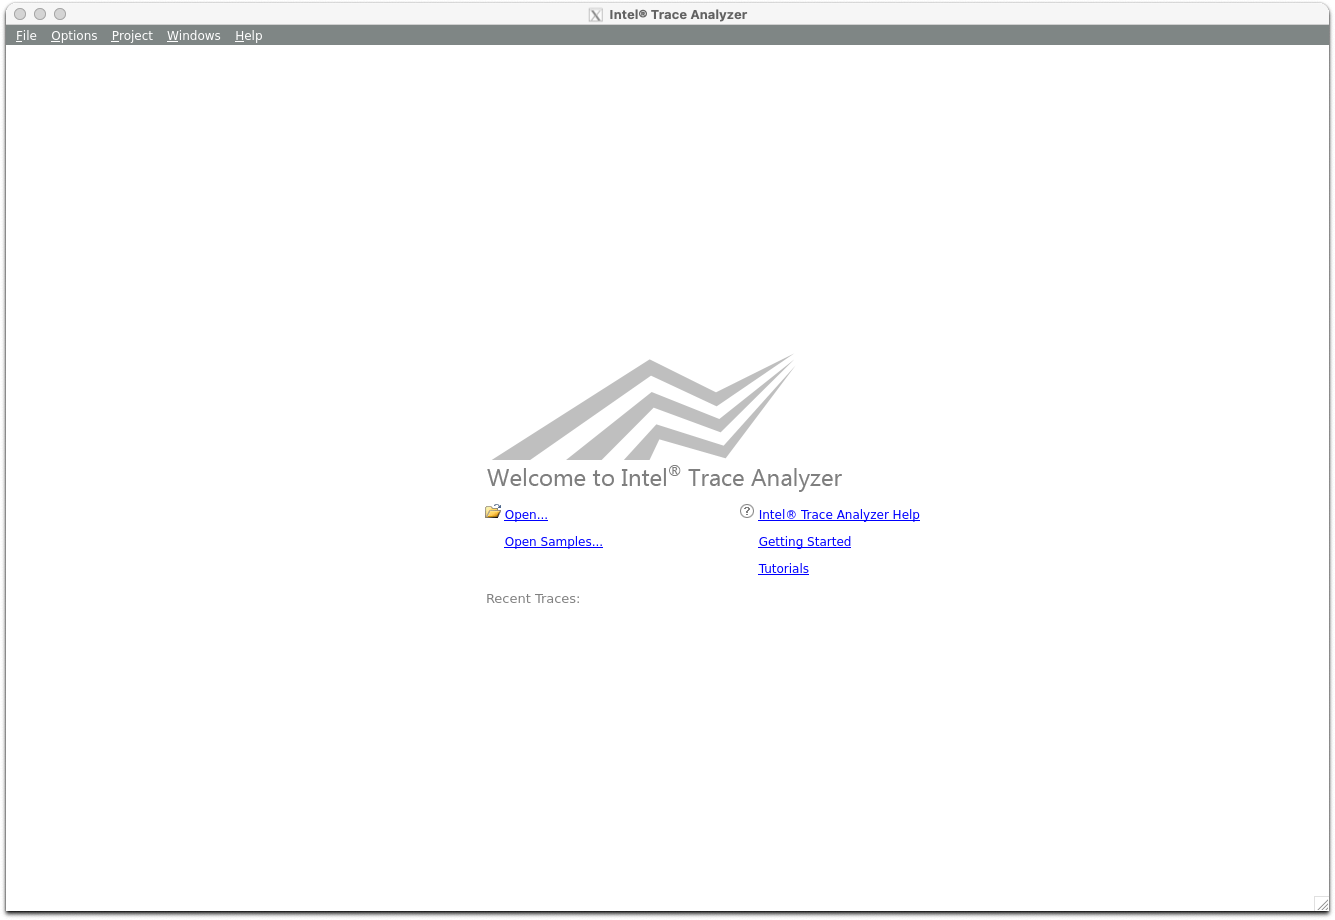 Intel® Trace Analyzer
File Options Project Windows Help
Welcome to Intel® Trace Analyzer
Open... Intel® Trace Analyzer Help
Open Samples... Getting Started
Tutorials
Recent Traces: